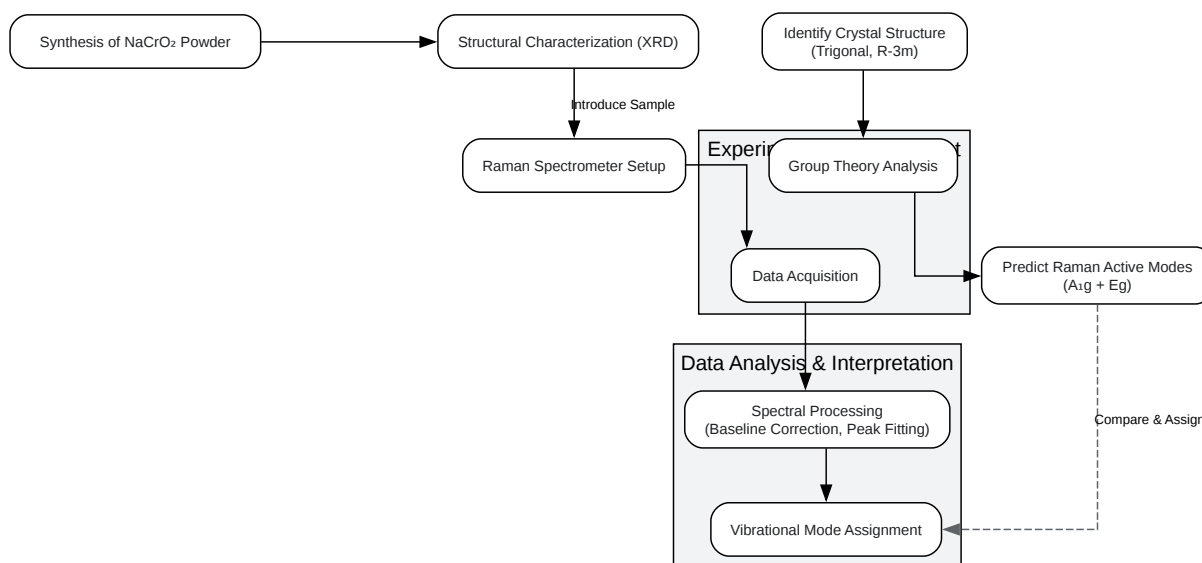 Synthesis of NaCrO₂ Powder
Structural Characterization (XRD)
Identify Crystal Structure
(Trigonal, R-3m)
Introduce Sample
Raman Spectrometer Setup
Group Theory Analysis
Data Acquisition
Predict Raman Active Modes
(A₁g + Eg)
Data Analysis & Interpretation
Spectral Processing
(Baseline Correction, Peak Fitting)
Compare & Assign
Vibrational Mode Assignment